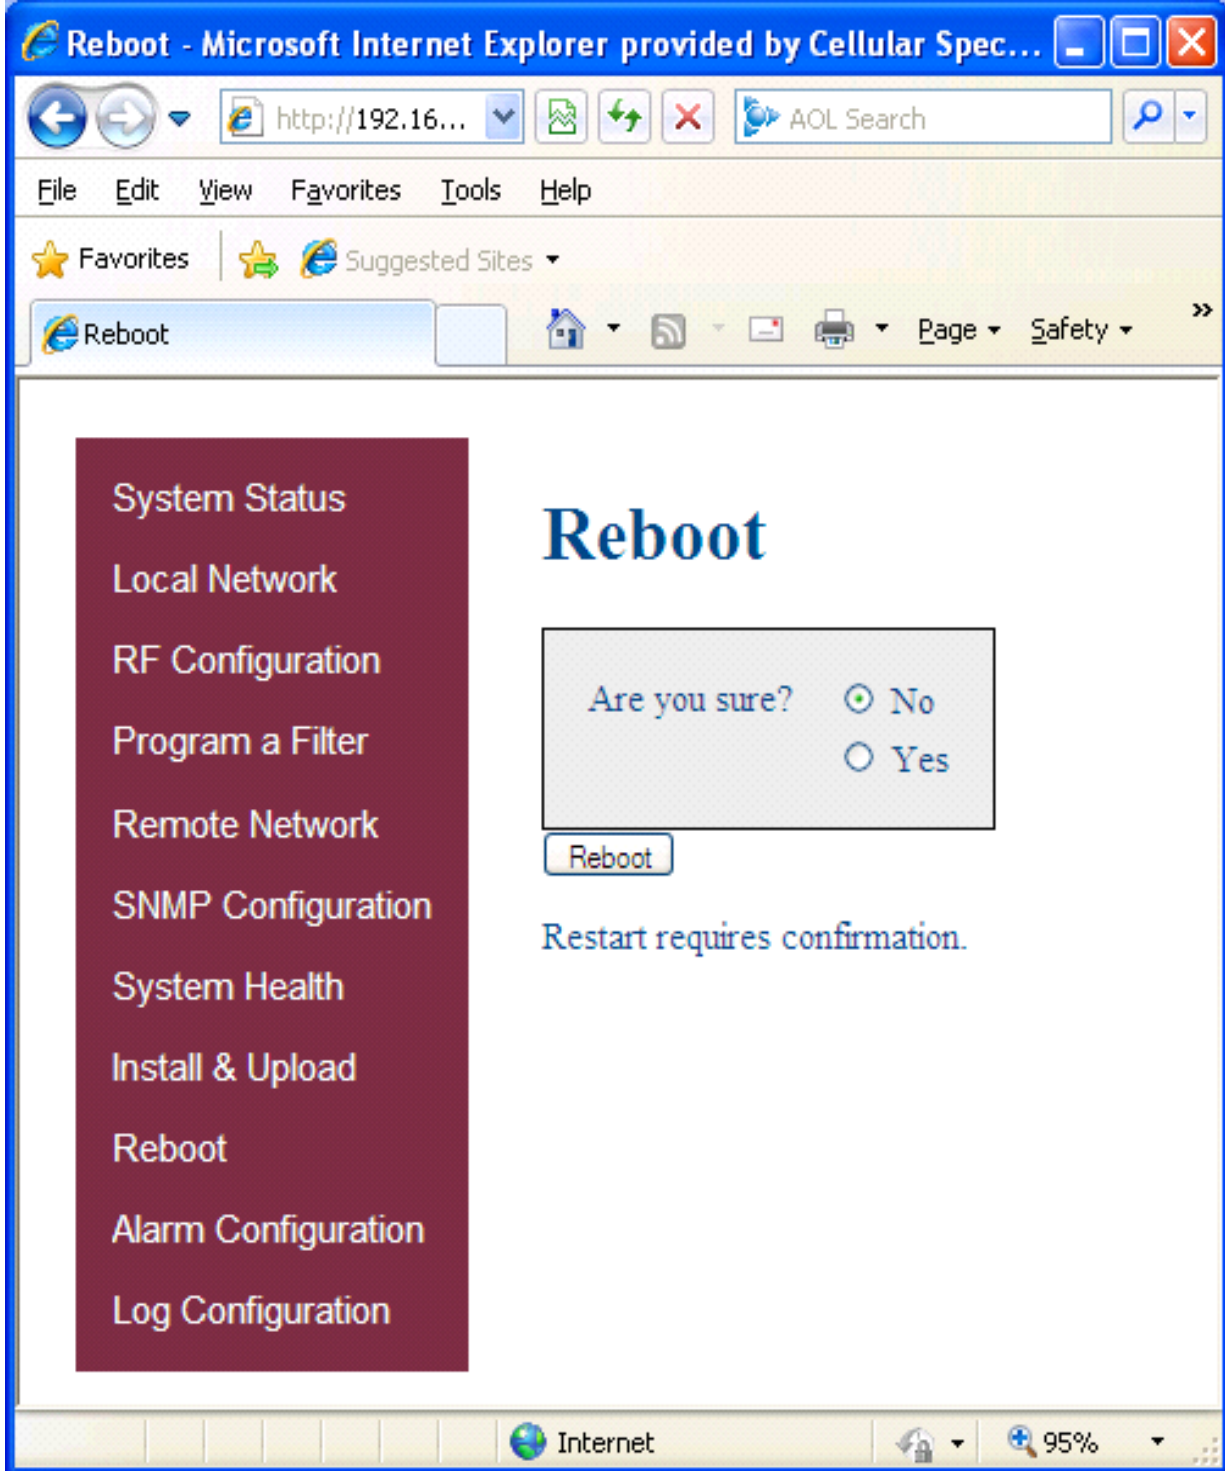 Reboot - Microsoft Internet Explorer provided by Cellular Spec...
http://192.16...
AOL Search
File Edit View Favorites Tools Help
Favorites Suggested Sites
Reboot
Page Safety »
System Status
Local Network
RF Configuration
Program a Filter
Remote Network
SNMP Configuration
System Health
Install & Upload
Reboot
Alarm Configuration
Log Configuration
Reboot
Are you sure? No
Yes
Reboot
Restart requires confirmation.
Internet
95%